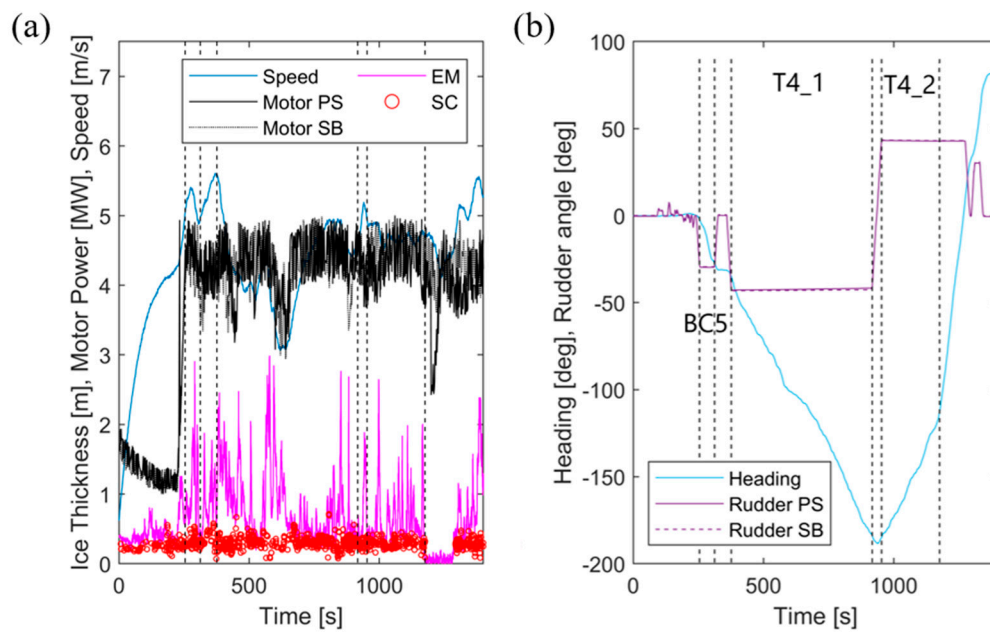 (a)
Ice Thickness [m], Motor Power [MW], Speed [m/s]
7
6
5
4
3
2
1
0
Speed
Motor PS
Motor SB
EM
SC
0
500
1000
Time [s]
(b)
Heading [deg], Rudder angle [deg]
100
50
0
-50
-100
-150
-200
T4_1
T4_2
BC5
Heading
Rudder PS
Rudder SB
0
500
1000
Time [s]